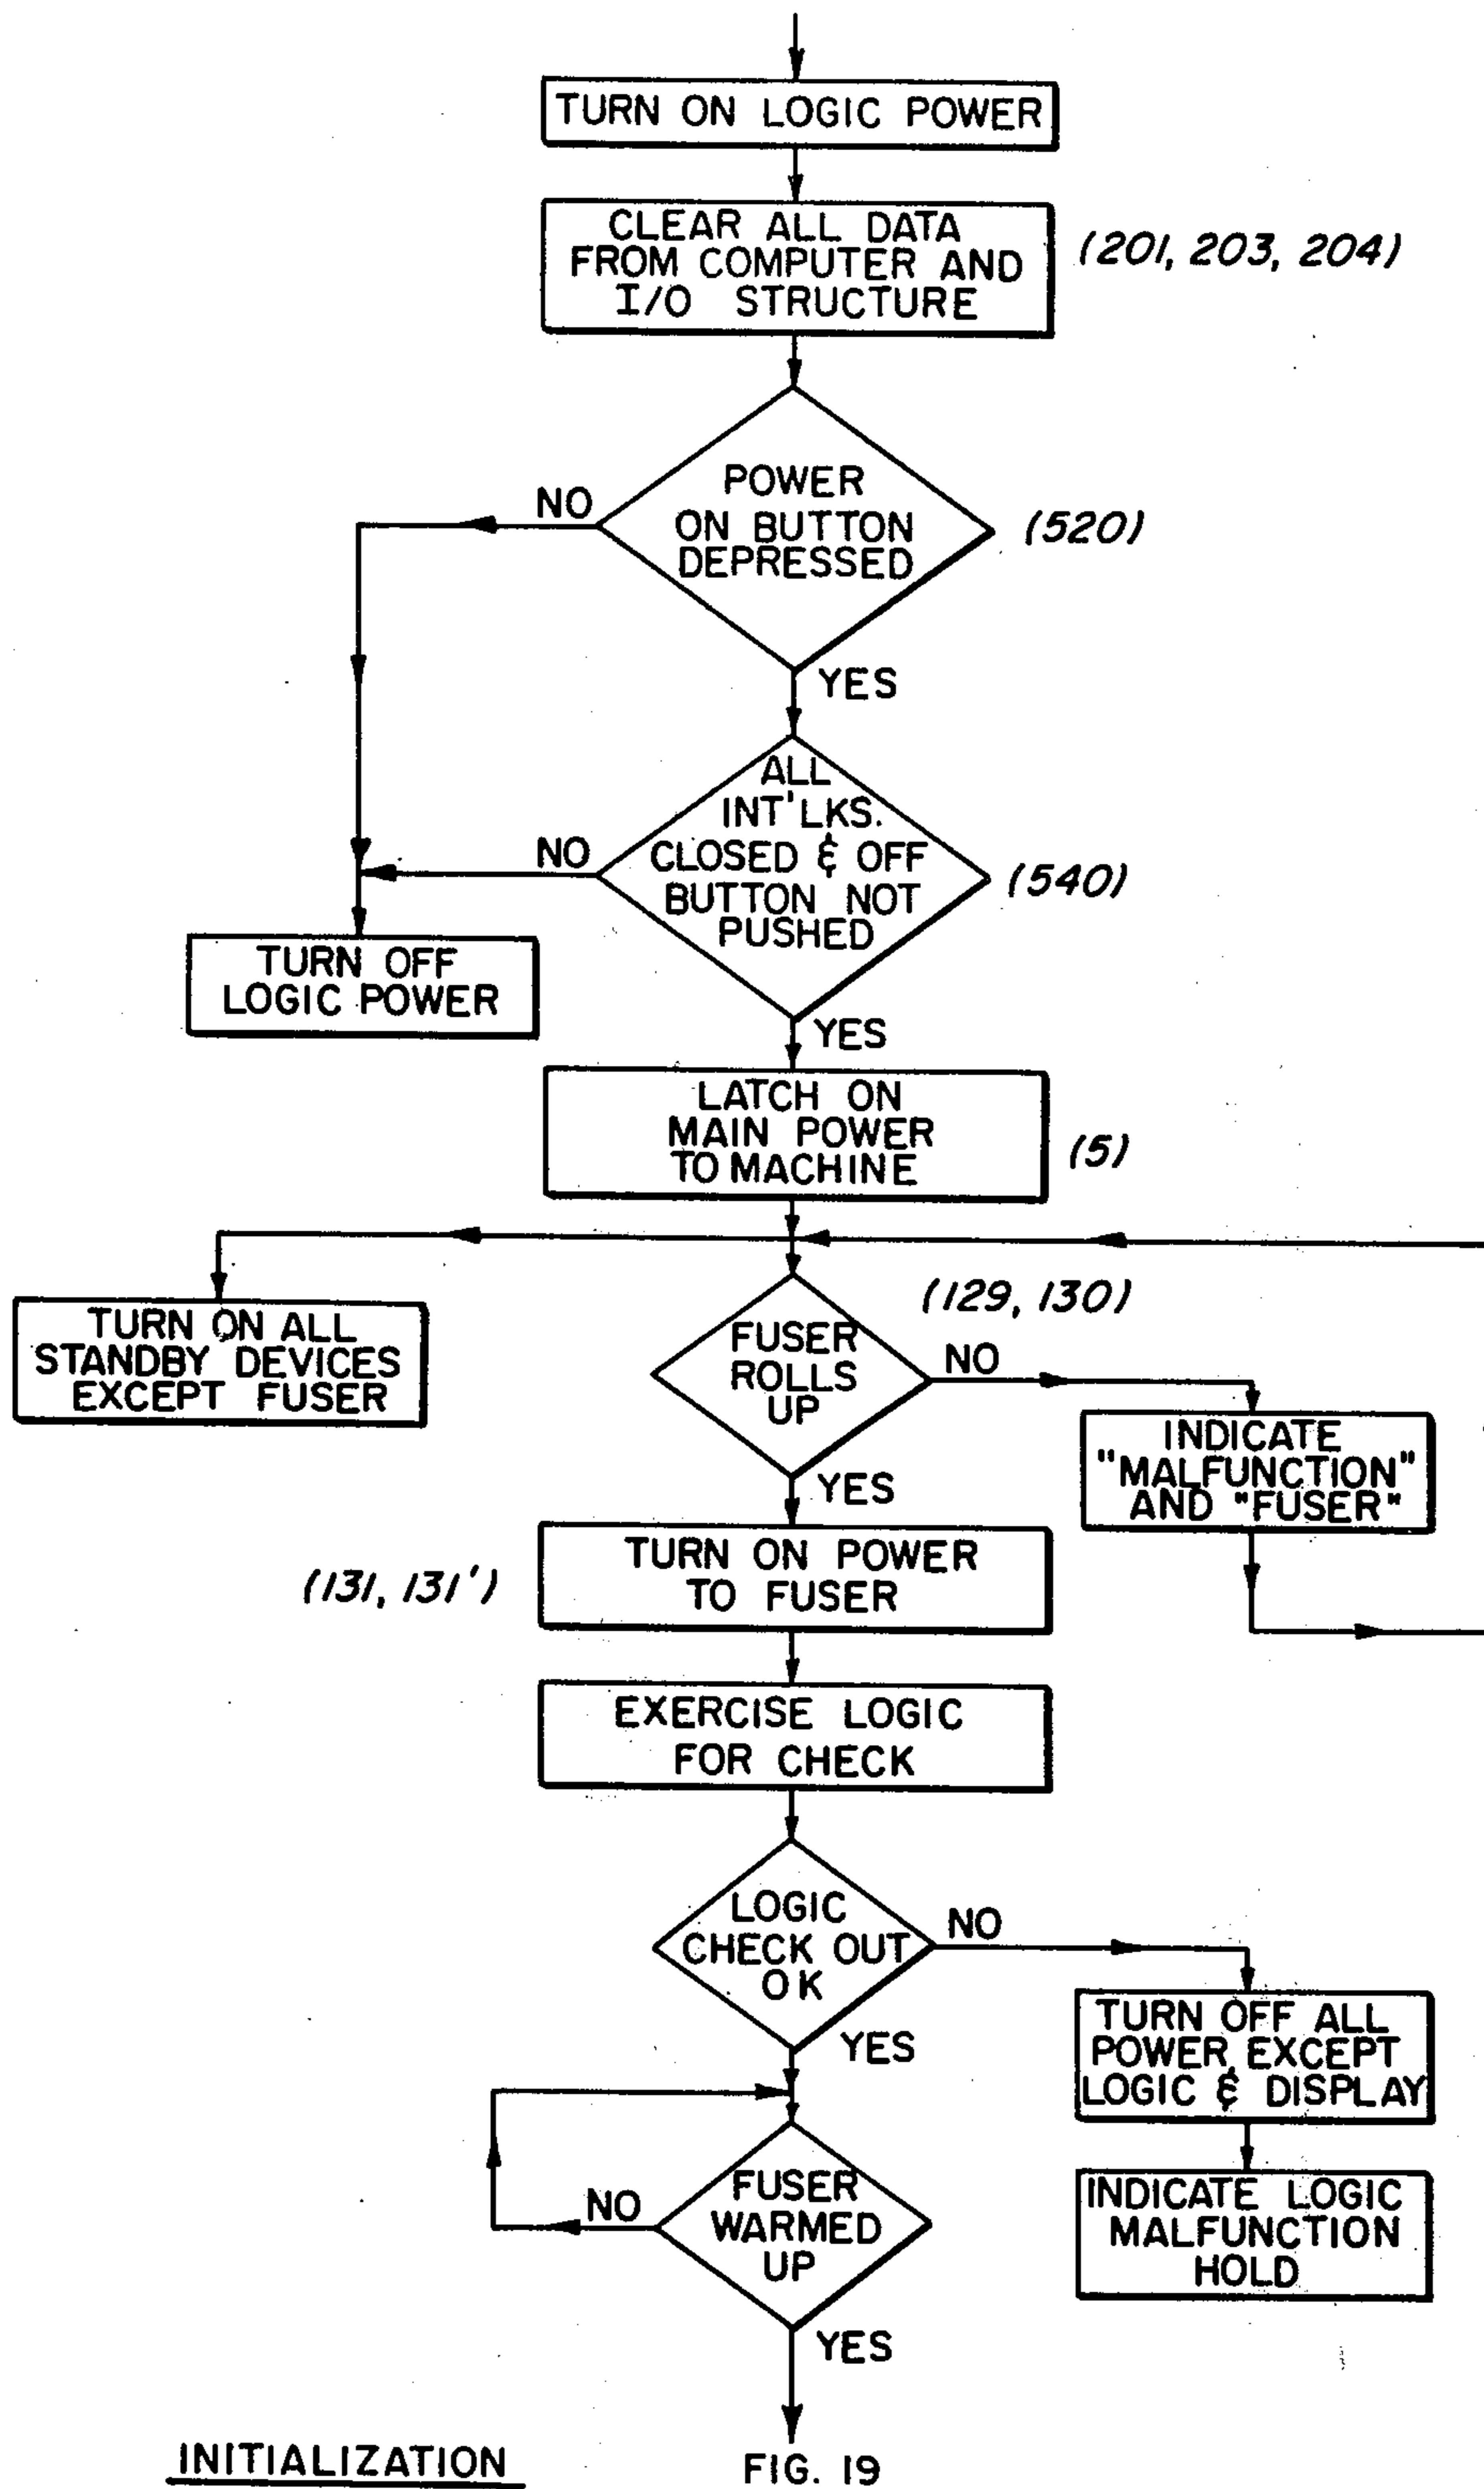 TURN ON LOGIC POWER
CLEAR ALL DATA
FROM COMPUTER AND
I/O STRUCTURE
(201, 203, 204)
POWER
ON BUTTON
DEPRESSED
(520)
NO
YES
ALL
INT'LKS.
CLOSED & OFF
BUTTON NOT
PUSHED
(540)
NO
TURN OFF
LOGIC POWER
YES
LATCH ON
MAIN POWER
TO MACHINE
(5)
TURN ON ALL
STANDBY DEVICES
EXCEPT FUSER
(129, 130)
FUSER
ROLLS
UP
NO
INDICATE
"MALFUNCTION"
AND "FUSER"
YES
TURN ON POWER
TO FUSER
(131, 131')
EXERCISE LOGIC
FOR CHECK
LOGIC
CHECK OUT
OK
NO
TURN OFF ALL
POWER EXCEPT
LOGIC & DISPLAY
YES
INDICATE LOGIC
MALFUNCTION
HOLD
FUSER
WARMED
UP
NO
YES
INITIALIZATION
FIG. 19